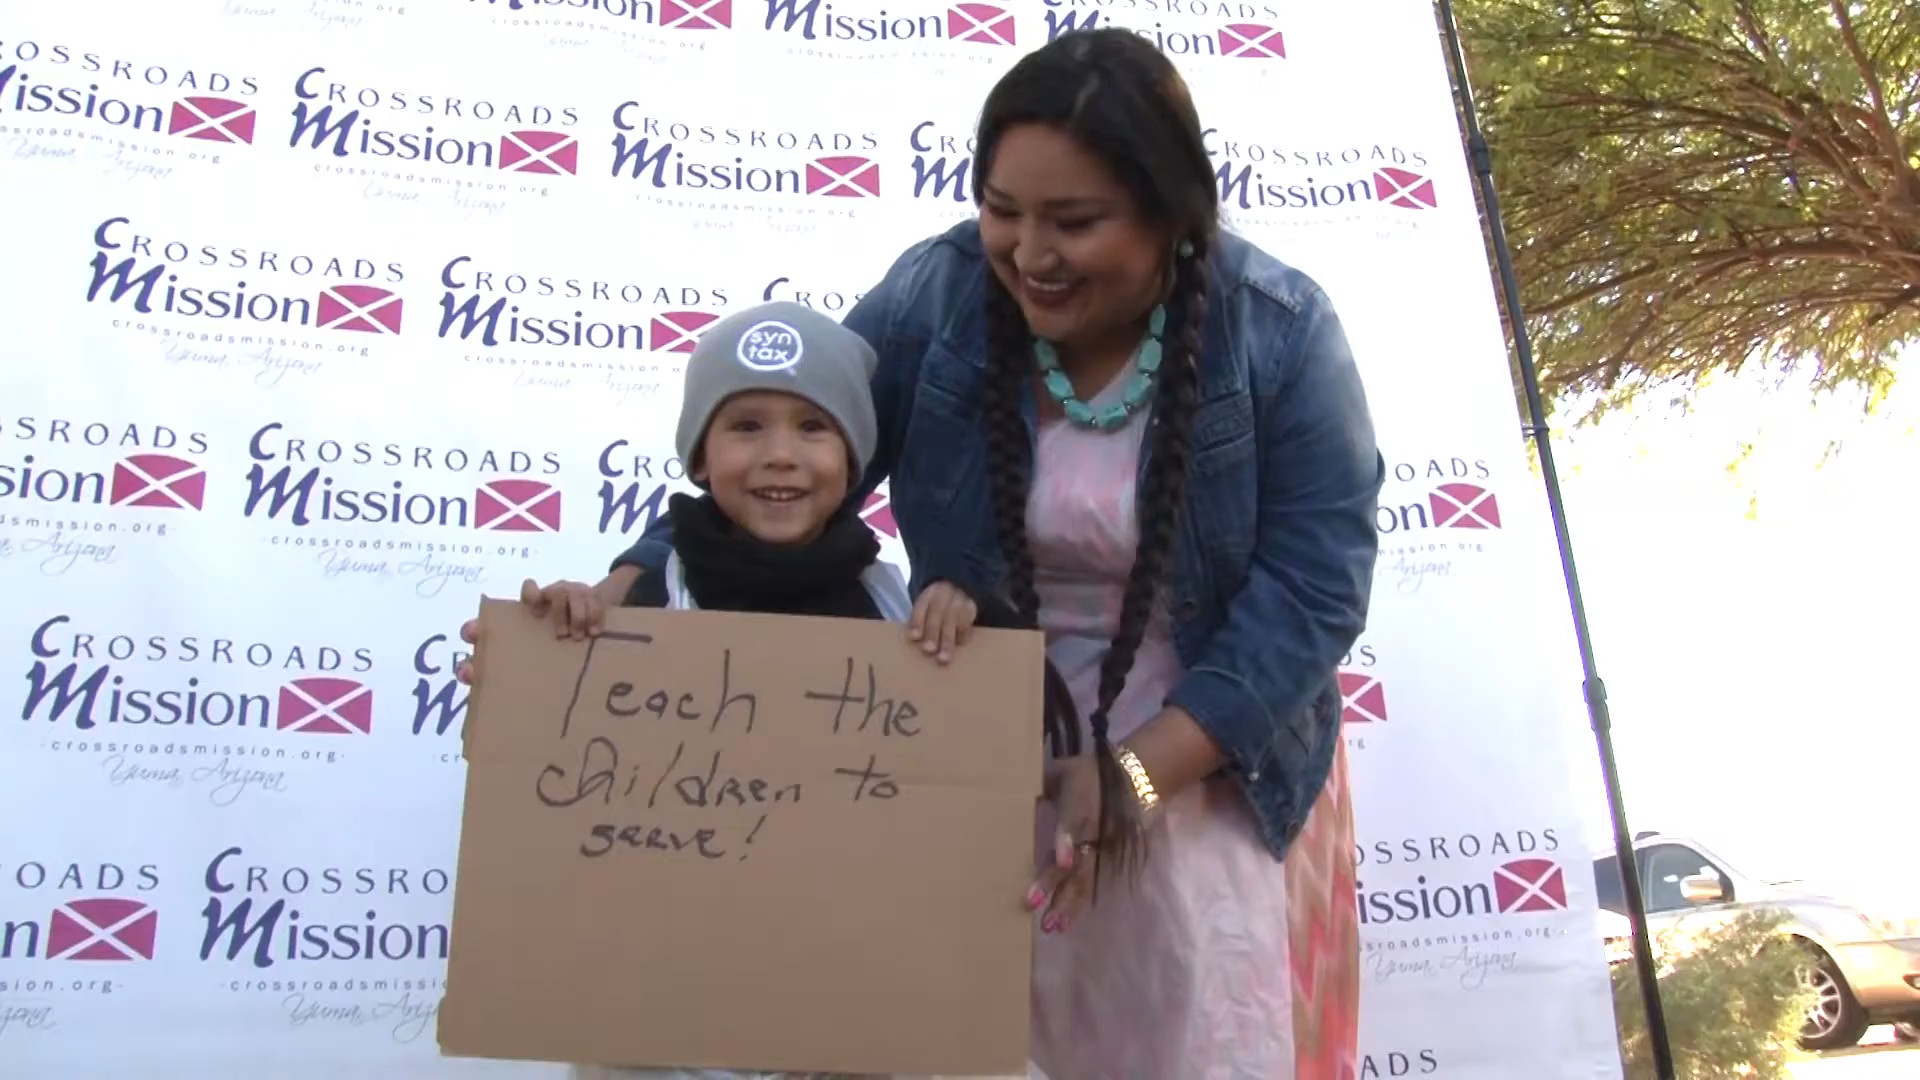 Crossroads
Mission
crossroadsmission.org
Yuma, Arizona
syn
tax
Teach the
children to
serve!